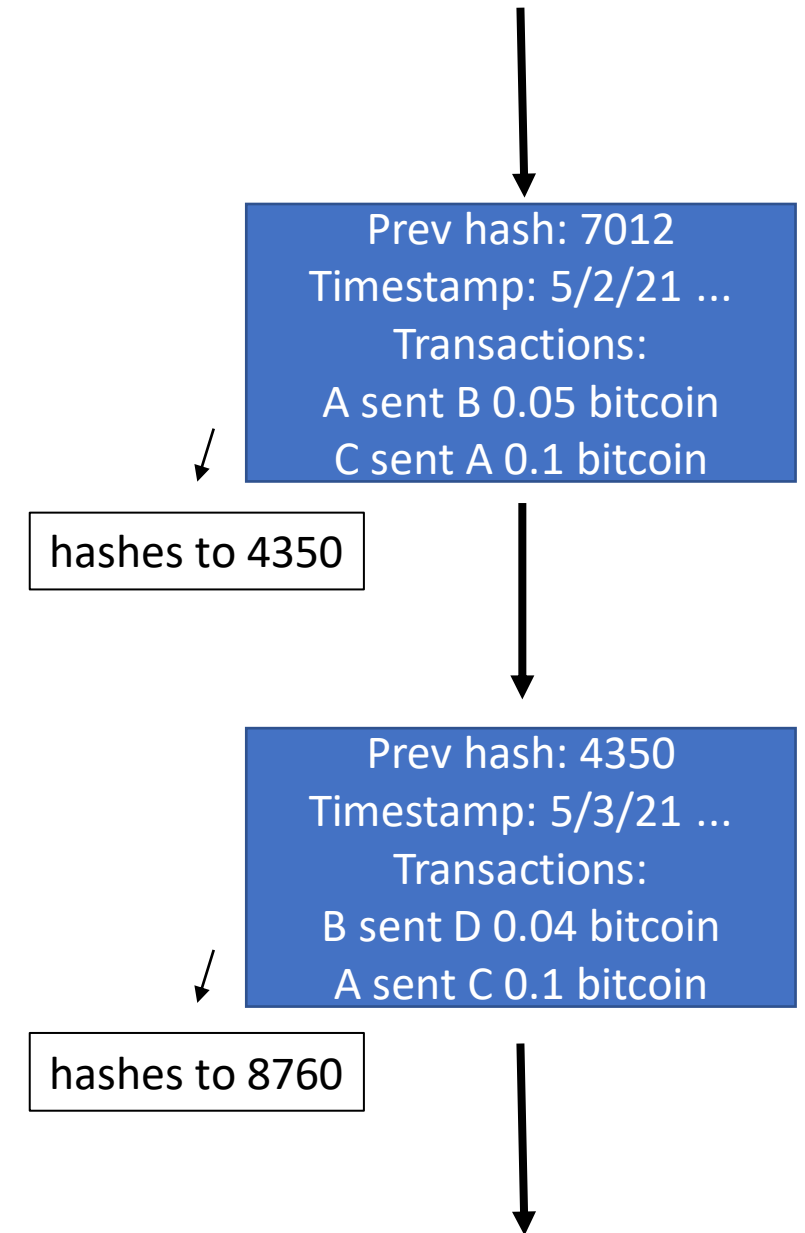 Prev hash: 7012
Timestamp: 5/2/21 ...
Transactions:
A sent B 0.05 bitcoin
C sent A 0.1 bitcoin
hashes to 4350
Prev hash: 4350
Timestamp: 5/3/21 ...
Transactions:
B sent D 0.04 bitcoin
A sent C 0.1 bitcoin
hashes to 8760